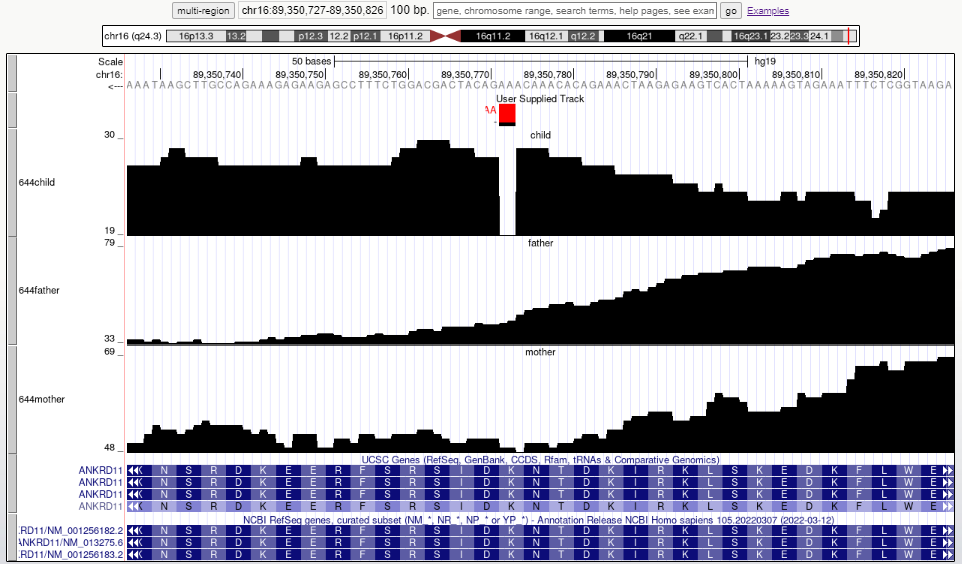 multi-region chr16:89,350,727-89,350,826 100 bp. gene, chromosome range, search terms, help pages, see exam go Examples
chr16 (q24.3) 16p13.3 13.2 p12.3 12.2 p12.1 16p11.2 16q11.2 16q12.1 q12.2 16q21 q22.1 16q23.1 23.2 23.3 24.1
Scale 50 bases hg19
chr16: 89,350,740 89,350,750 89,350,760 89,350,770 89,350,780 89,350,790 89,350,800 89,350,810 89,350,820
<--- AAATAAGCTTGCCAGAAAGAGAAGAGCCTTTCTGGACGACTACAGAAACAAACACAGAAACTAAGAGAAGTCACTAAAAAGTAGAAATTTCTCGGTAAGA
User Supplied Track
AA
-
30 _ child
644child
19 _
79 _ father
644father
33 _
69 _ mother
644mother
48 _
UCSC Genes (RefSeq, GenBank, CCDS, Rfam, tRNAs & Comparative Genomics)
ANKRD11 K N S R D K E E R F S R S I D K N T D K I R K L S K E D K F L W E
ANKRD11 K N S R D K E E R F S R S I D K N T D K I R K L S K E D K F L W E
ANKRD11 K N S R D K E E R F S R S I D K N T D K I R K L S K E D K F L W E
ANKRD11 K N S R D K E E R F S R S I D K N T D K I R K L S K E D K F L W E
NCBI RefSeq genes, curated subset (NM_*, NR_*, NP_* or YP_*) - Annotation Release NCBI Homo sapiens 105.20220307 (2022-03-12)
RD11/NM_001256182.2 K N S R D K E E R F S R S I D K N T D K I R K L S K E D K F L W E
ANKRD11/NM_013275.6 K N S R D K E E R F S R S I D K N T D K I R K L S K E D K F L W E
RD11/NM_001256183.2 K N S R D K E E R F S R S I D K N T D K I R K L S K E D K F L W E